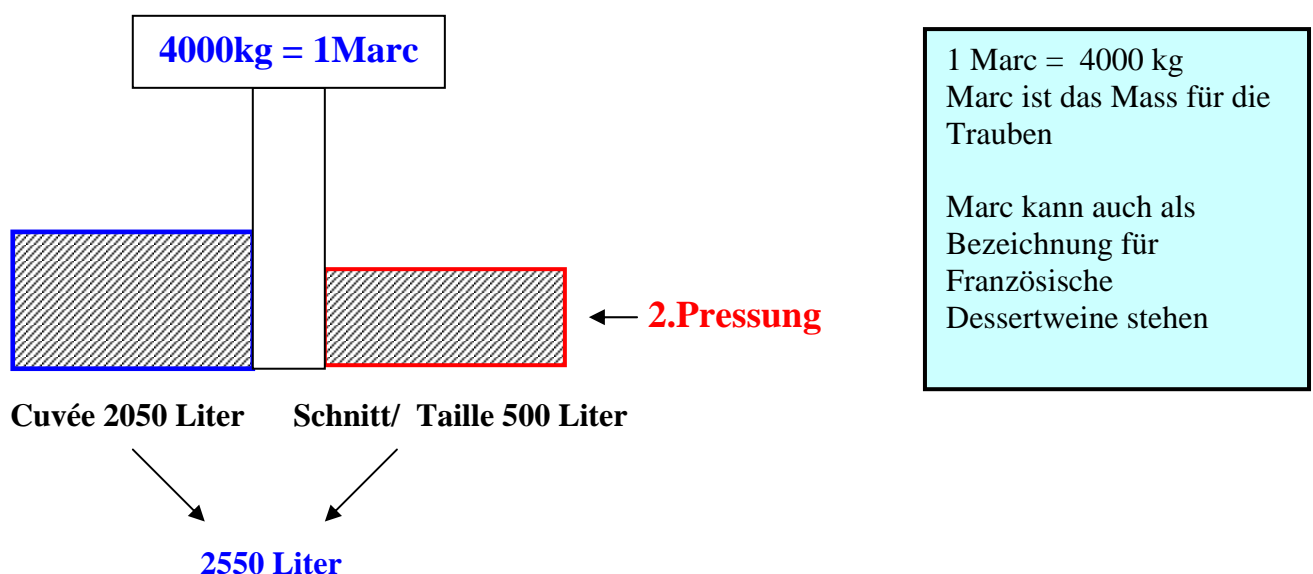 4000kg = 1Marc
2.Pressung
Cuvée 2050 Liter
Schnitt/ Taille 500 Liter
2550 Liter
1 Marc = 4000 kg
Marc ist das Mass für die
Trauben
Marc kann auch als
Bezeichnung für
Französische
Dessertweine stehen